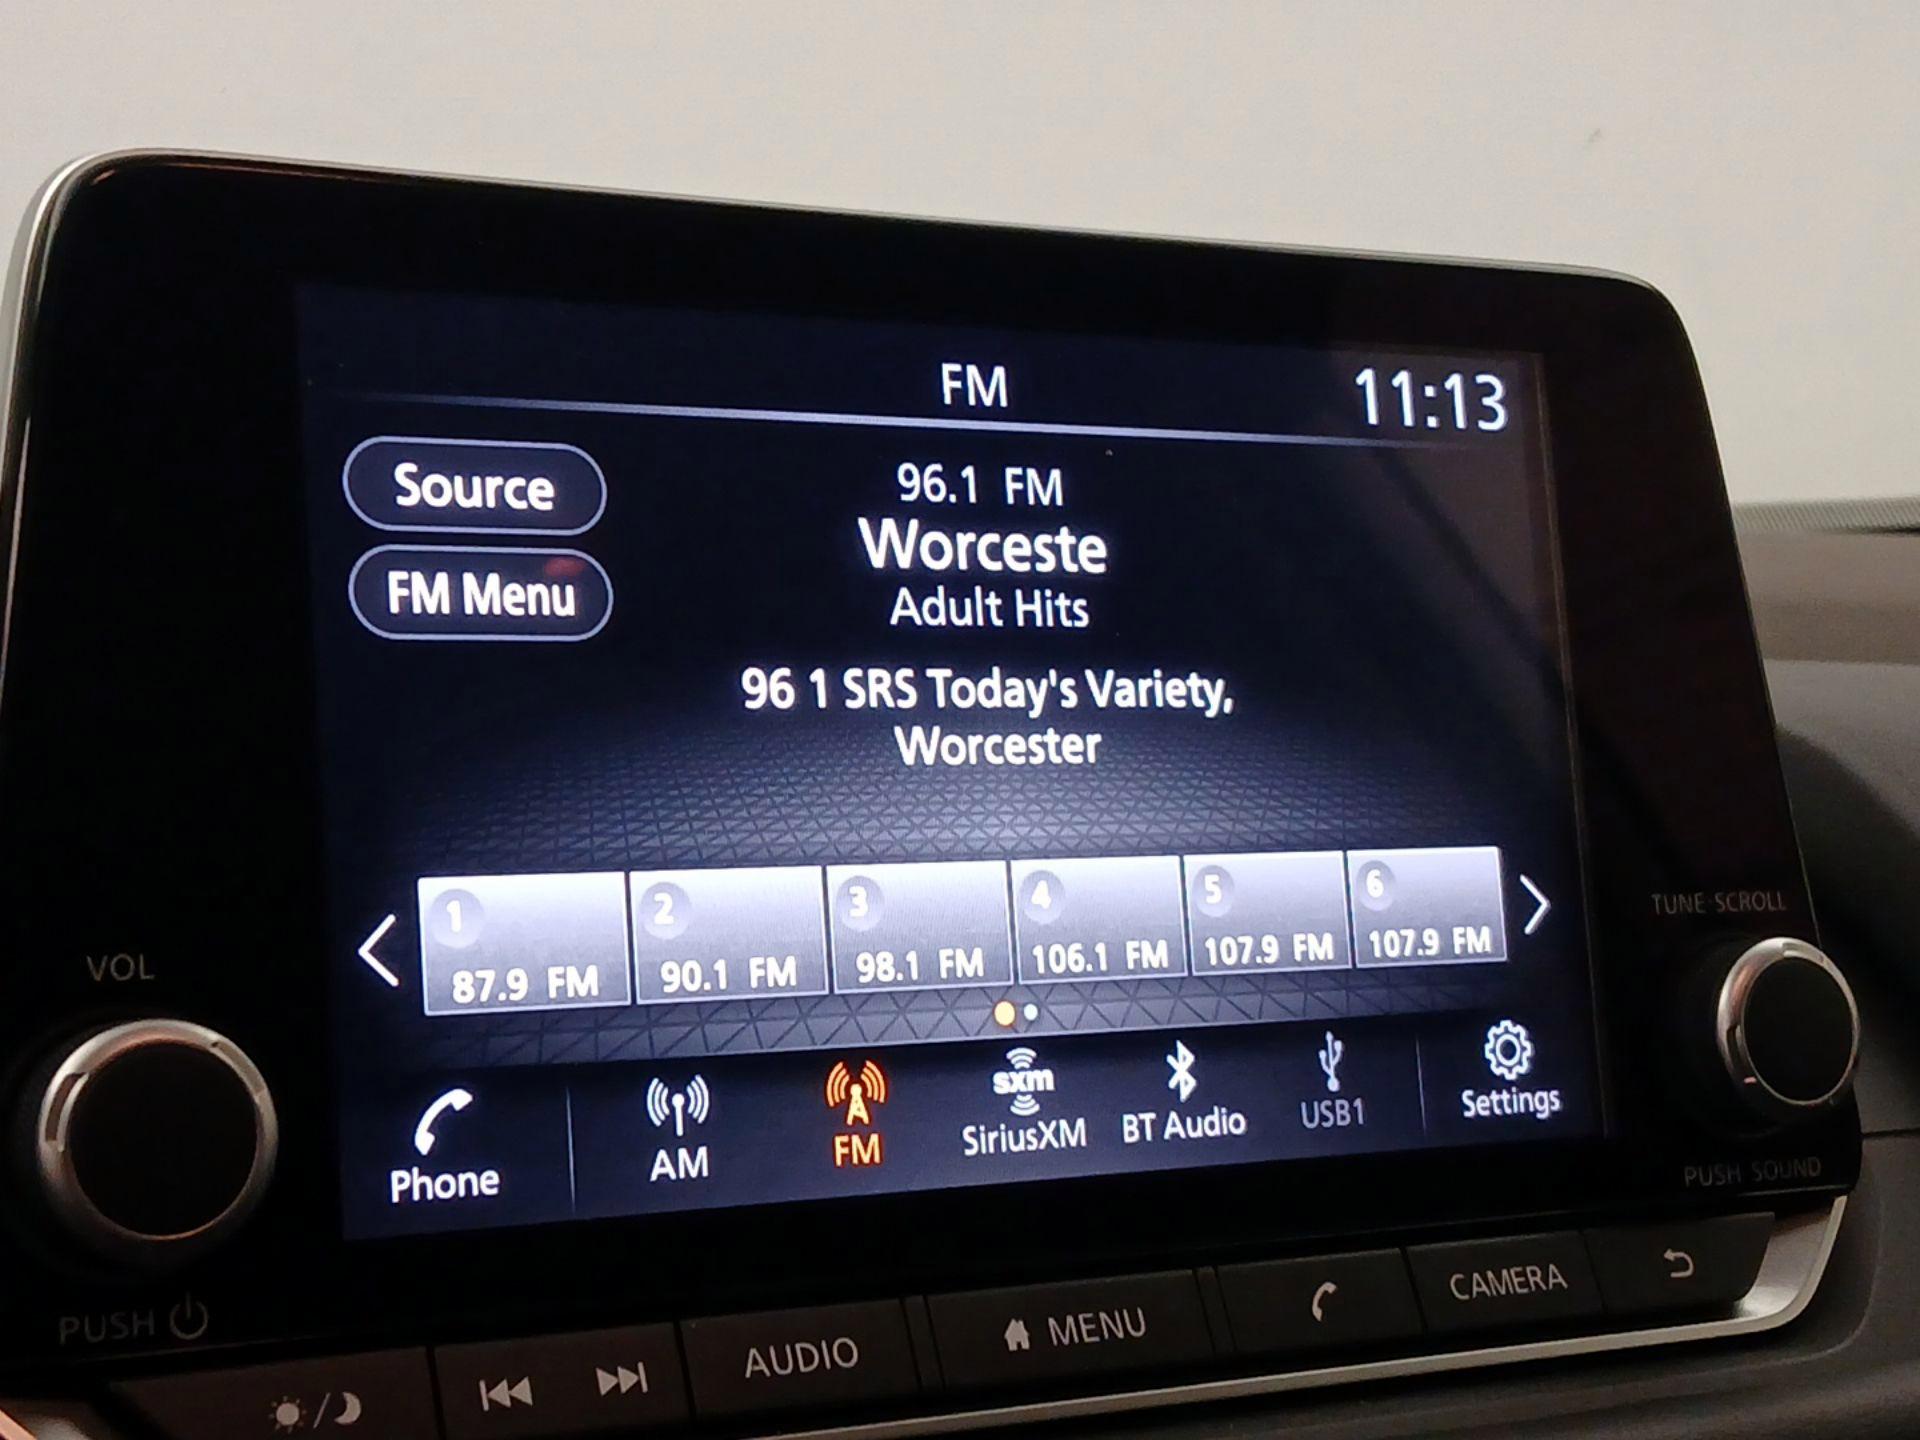 FM
11:13
Source
96.1 FM
Worceste
FM Menu
Adult Hits
96 1 SRS Today's Variety,
Worcester
1
2
3
4
5
6
87.9 FM
90.1 FM
98.1 FM
106.1 FM
107.9 FM
107.9 FM
TUNE·SCROLL
VOL
Phone
AM
FM
sxm
SiriusXM
BT Audio
USB1
Settings
PUSH SOUND
PUSH
AUDIO
MENU
CAMERA